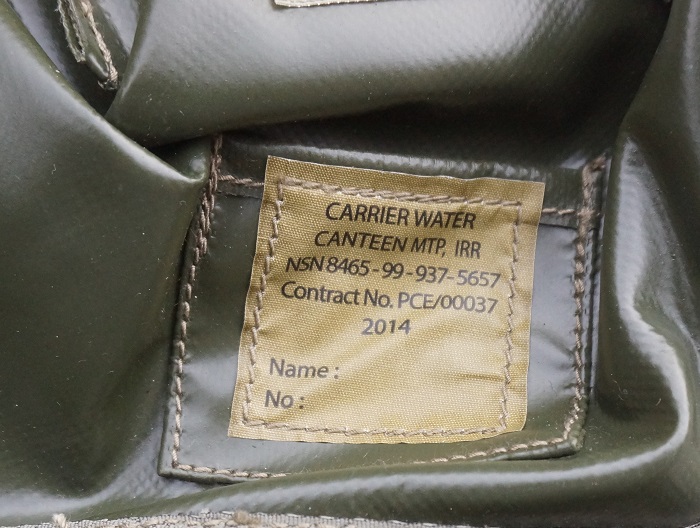 CARRIER WATER
CANTEEN MTP, IRR
NSN 8465-99-937-5657
Contract No. PCE/00037
2014
Name :
No :